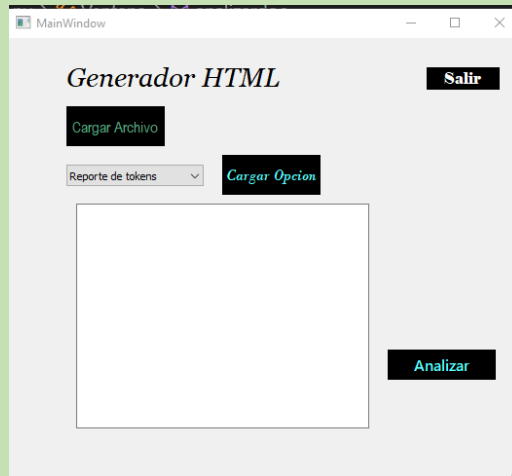 MainWindow
Generador HTML
Salir
Cargar Archivo
Reporte de tokens
Cargar Opcion
Analizar